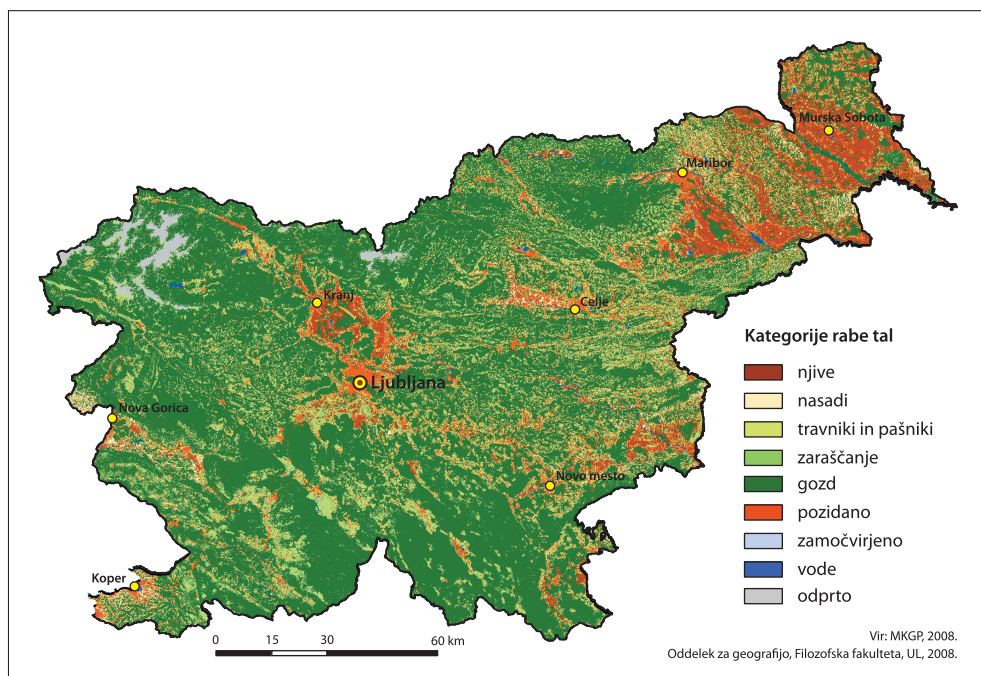 Murska Sobota
Maribor
Kranj
Celje
Ljubljana
Nova Gorica
Novo mesto
Koper
Kategorije rabe tal
njive
nasadi
travniki in pašniki
zaraščanje
gozd
pozidano
zamočvirjeno
vode
odprto
0 15 30 60 km
Vir: MKGP, 2008.
Oddelek za geografijo, Filozofska fakulteta, UL, 2008.